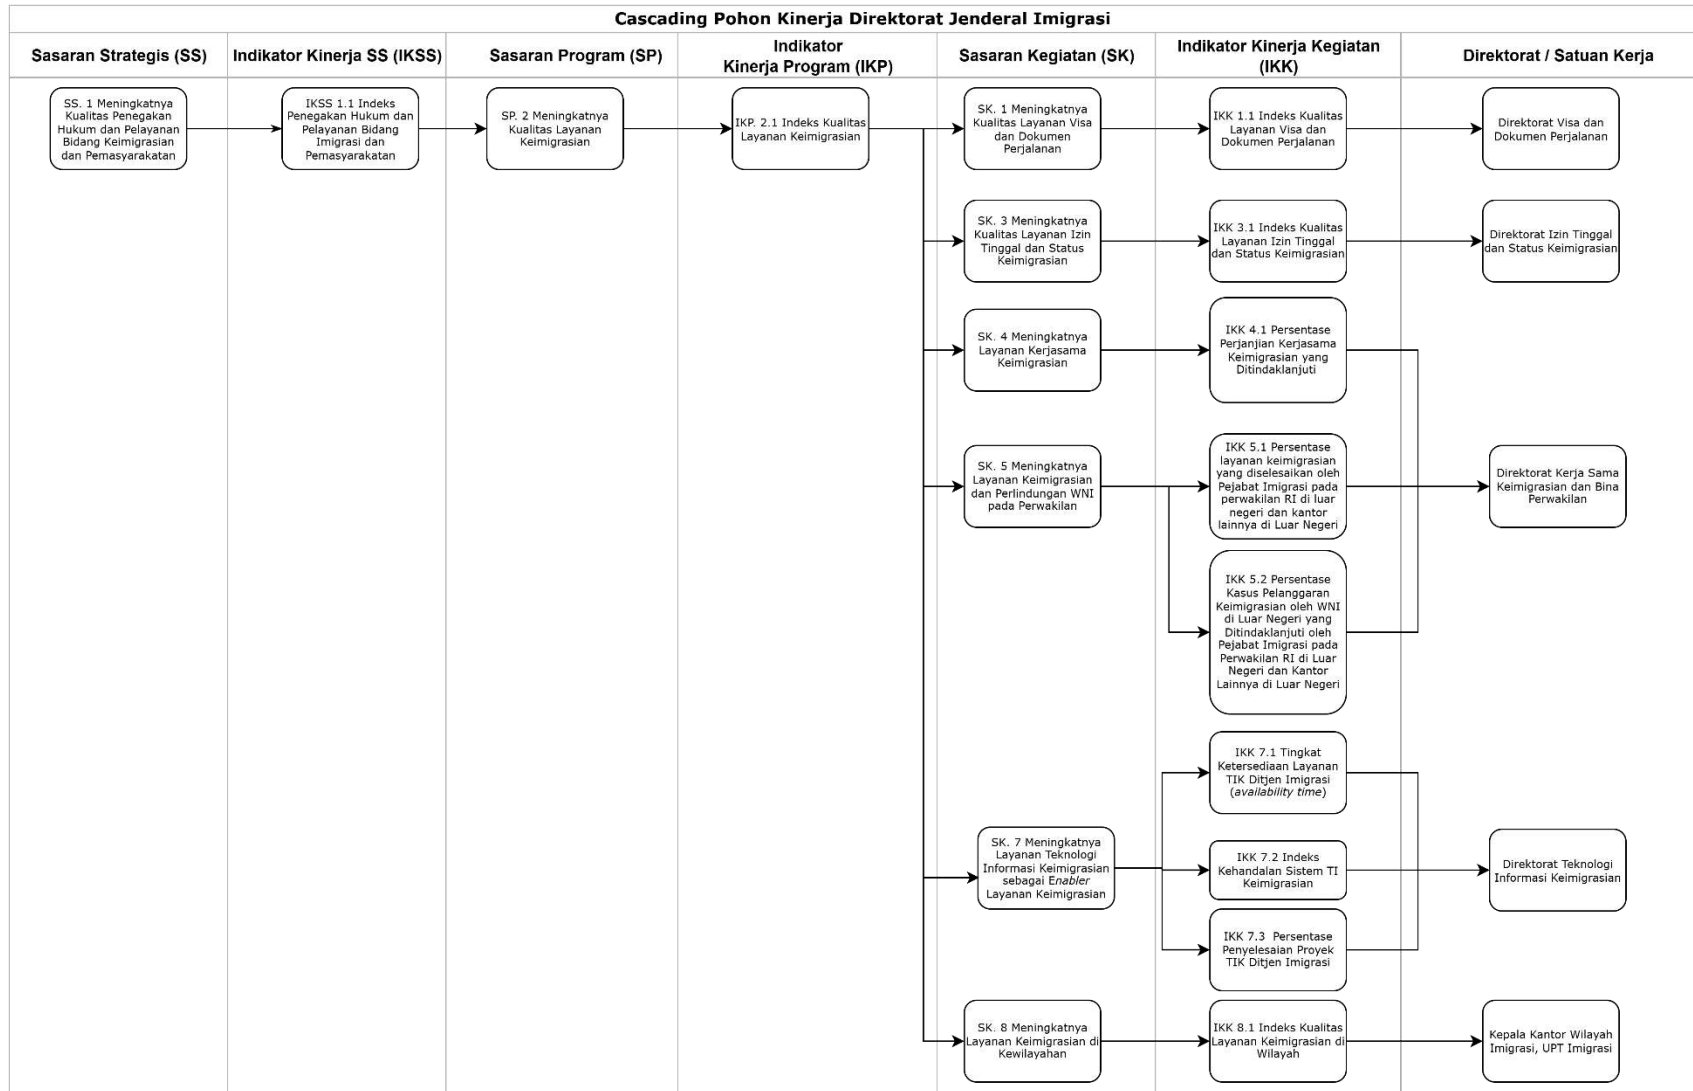 Cascading Pohon Kinerja Direktorat Jenderal Imigrasi
Sasaran Strategis (SS)
Indikator Kinerja SS (IKSS)
Sasaran Program (SP)
Indikator
Kinerja Program (IKP)
Sasaran Kegiatan (SK)
Indikator Kinerja Kegiatan
(IKK)
Direktorat / Satuan Kerja
SS. 1 Meningkatnya
Kualitas Penegakan
Hukum dan Pelayanan
Bidang Keimigrasian
dan Pemasyarakatan
IKSS 1.1 Indeks
Penegakan Hukum dan
Pelayanan Bidang
Imigrasi dan
Pemasyarakatan
SP. 2 Meningkatnya
Kualitas Layanan
Keimigrasian
IKP. 2.1 Indeks Kualitas
Layanan Keimigrasian
SK. 1 Meningkatnya
Kualitas Layanan Visa
dan Dokumen
Perjalanan
IKK 1.1 Indeks Kualitas
Layanan Visa dan
Dokumen Perjalanan
Direktorat Visa dan
Dokumen Perjalanan
SK. 3 Meningkatnya
Kualitas Layanan Izin
Tinggal dan Status
Keimigrasian
IKK 3.1 Indeks Kualitas
Layanan Izin Tinggal
dan Status Keimigrasian
Direktorat Izin Tinggal
dan Status Keimigrasian
SK. 4 Meningkatnya
Layanan Kerjasama
Keimigrasian
IKK 4.1 Persentase
Perjanjian Kerjasama
Keimigrasian yang
Ditindaklanjuti
SK. 5 Meningkatnya
Layanan Keimigrasian
dan Perlindungan WNI
pada Perwakilan
IKK 5.1 Persentase
layanan keimigrasian
yang diselesaikan oleh
Pejabat Imigrasi pada
perwakilan RI di luar
negeri dan kantor
lainnya di Luar Negeri
Direktorat Kerja Sama
Keimigrasian dan Bina
Perwakilan
IKK 5.2 Persentase
Kasus Pelanggaran
Keimigrasian oleh WNI
di Luar Negeri yang
Ditindaklanjuti oleh
Pejabat Imigrasi pada
Perwakilan RI di Luar
Negeri dan Kantor
Lainnya di Luar Negeri
IKK 7.1 Tingkat
Ketersediaan Layanan
TIK Ditjen Imigrasi
(availability time)
SK. 7 Meningkatnya
Layanan Teknologi
Informasi Keimigrasian
sebagai Enabler
Layanan Keimigrasian
IKK 7.2 Indeks
Kehandalan Sistem TI
Keimigrasian
Direktorat Teknologi
Informasi Keimigrasian
IKK 7.3 Persentase
Penyelesaian Proyek
TIK Ditjen Imigrasi
SK. 8 Meningkatnya
Layanan Keimigrasian di
Kewilayahan
IKK 8.1 Indeks Kualitas
Layanan Keimigrasian di
Wilayah
Kepala Kantor Wilayah
Imigrasi, UPT Imigrasi